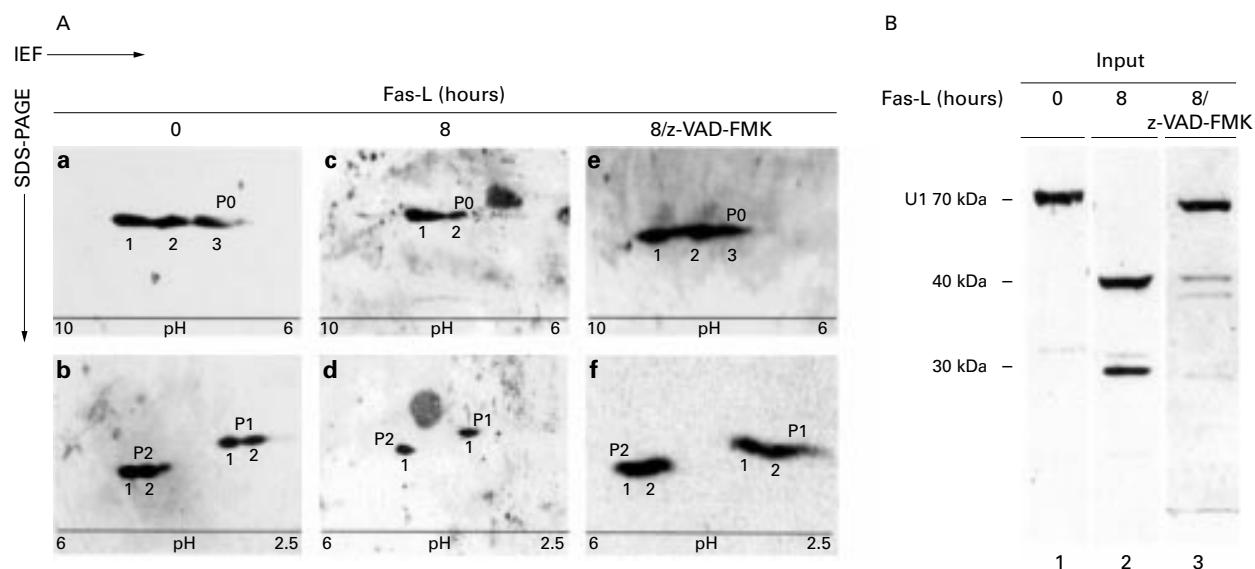 A
IEF
SDS-PAGE
Fas-L (hours)
0 8 8/z-VAD-FMK
a c e
P0 P0 P0
1 2 3 1 2 1 2 3
10 pH 6 10 pH 6 10 pH 6
b d f
P2 P1 P2 P1 P2 P1
1 2 1 2 1 1 1 2 1 2
6 pH 2.5 6 pH 2.5 6 pH 2.5
B
Input
Fas-L (hours) 0 8 8/
z-VAD-FMK
U1 70 kDa –
40 kDa –
30 kDa –
1 2 3